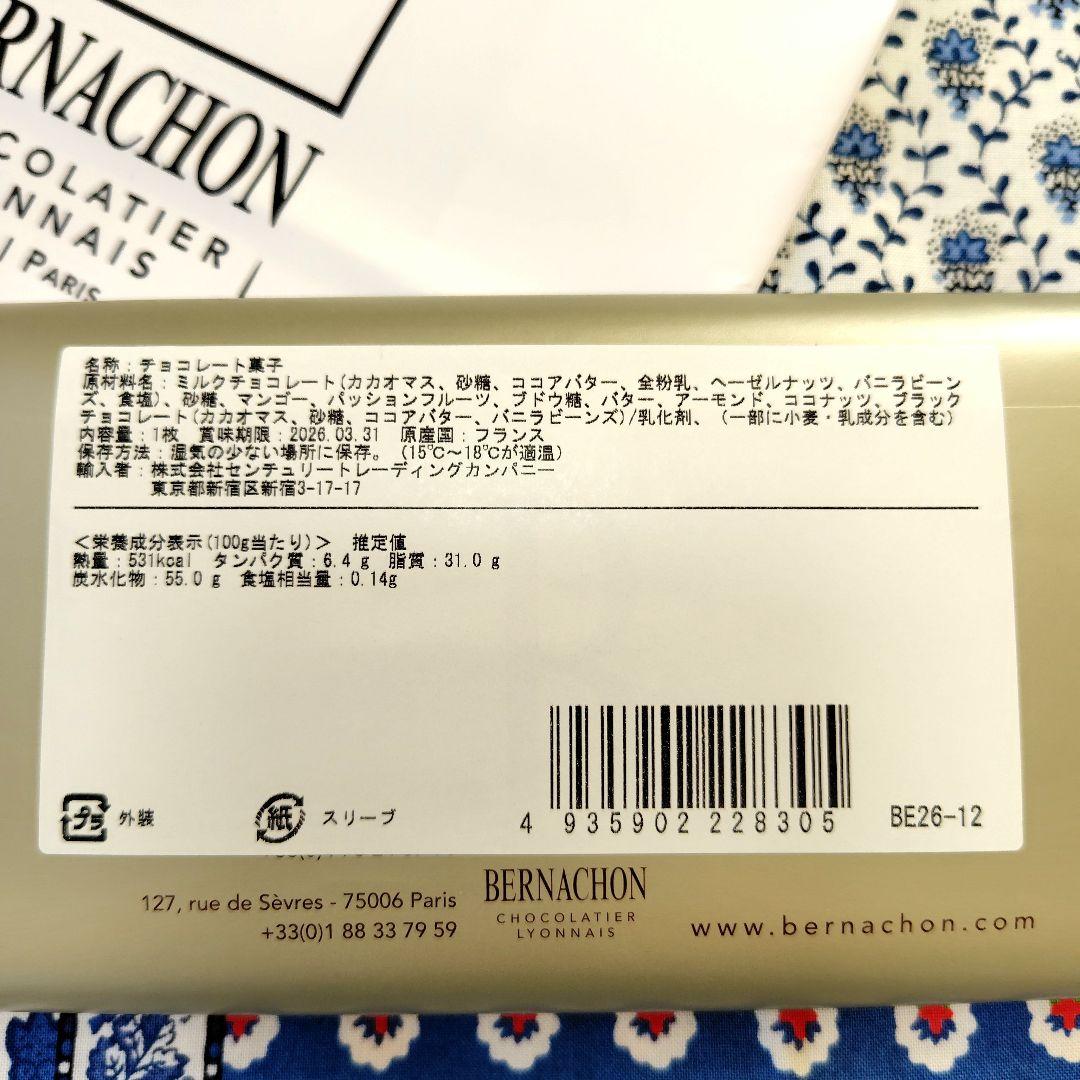 RNACHON
COLATIER
NNAIS
| PARIS
名称：チョコレート菓子
原材料名：ミルクチョコレート(カカオマス、砂糖、ココアバター、全粉乳、ヘーゼルナッツ、バニラビーン
ズ、食塩)、砂糖、マンゴー、パッションフルーツ、ブドウ糖、バター、アーモンド、ココナッツ、ブラック
チョコレート(カカオマス、砂糖、ココアバター、バニラビーンズ)/乳化剤、（一部に小麦・乳成分を含む）
内容量：1枚 賞味期限：2026.03.31 原産国：フランス
保存方法：湿気の少ない場所に保存。（15℃～18℃が適温）
輸入者：株式会社センチュリートレーディングカンパニー
東京都新宿区新宿3-17-17
＜栄養成分表示(100g当たり)＞ 推定値
熱量：531kcal タンパク質：6.4 g 脂質：31.0 g
炭水化物：55.0 g 食塩相当量：0.14g
プラ 外装 紙 スリーブ
4 935902 228305
BE26-12
127, rue de Sèvres - 75006 Paris
+33(0)1 88 33 79 59
BERNACHON
CHOCOLATIER
LYONNAIS
www.bernachon.com